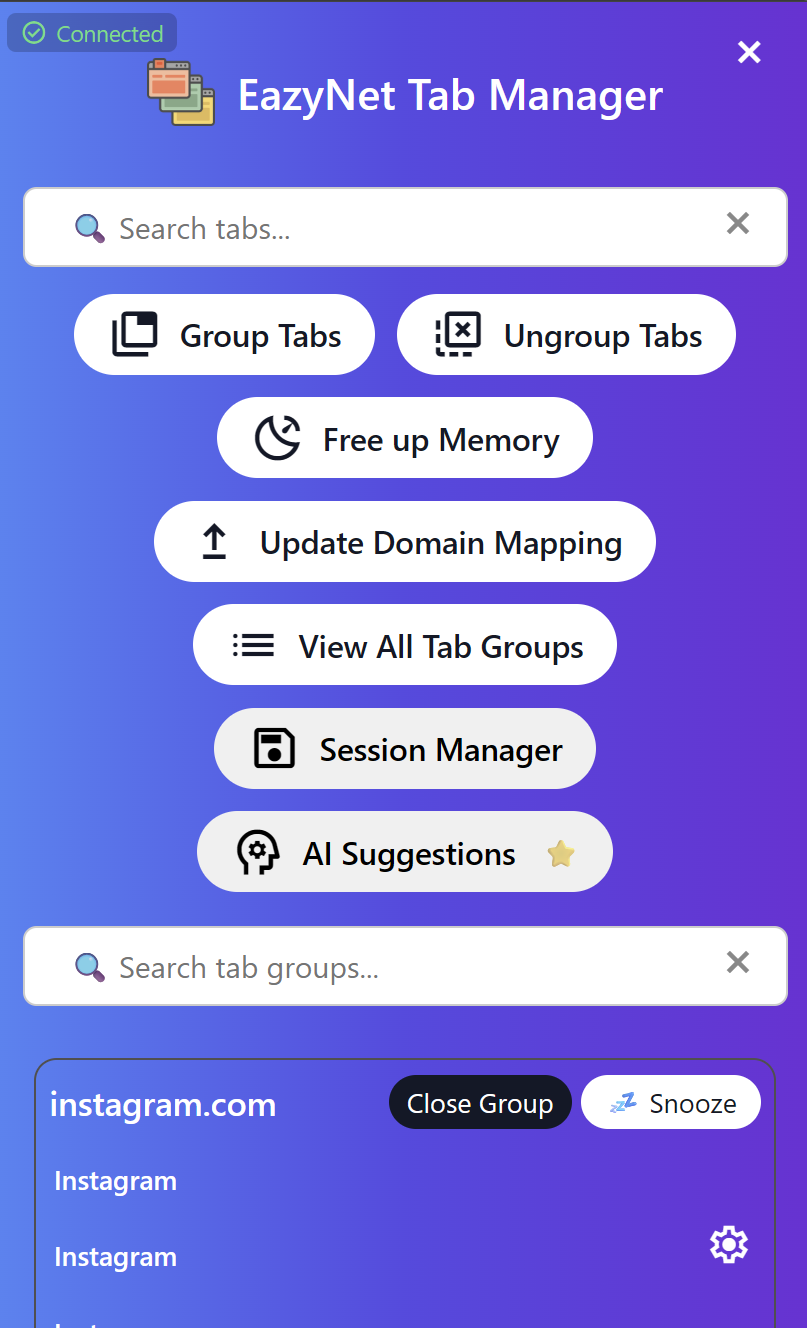 Connected
EazyNet Tab Manager
Search tabs...
Group Tabs
Ungroup Tabs
Free up Memory
Update Domain Mapping
View All Tab Groups
Session Manager
AI Suggestions
Search tab groups...
instagram.com
Close Group
Snooze
Instagram
Instagram